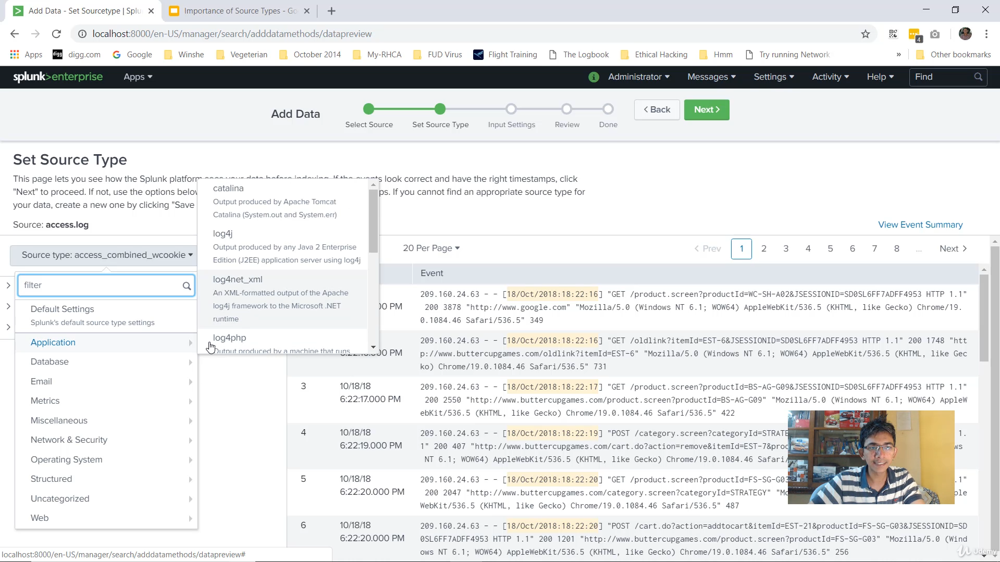 Add Data - Set Sourcetype | Splu
Importance of Source Types - Go
localhost:8000/en-US/manager/search/adddatamethods/datapreview
4
Apps
digg
digg.com
Google
Winshe
Vegeterian
October 2014
My-RHCA
FUD Virus
Flight Training
The Logbook
Ethical Hacking
Hmm
Try running Network
»
Other bookmarks
splunk>enterprise
Apps
Administrator
Messages
Settings
Activity
Help
Find
Add Data
Select Source
Set Source Type
Input Settings
Review
Done
< Back
Next >
Set Source Type
This page lets you see how the Splunk platform sees your data before indexing. If the events look correct and have the right timestamps, click
"Next" to proceed. If not, use the options below
ps. If you cannot find an appropriate source type for
your data, create a new one by clicking "Save
Source: access.log
View Event Summary
Source type: access_combined_wcookie
filter
Default Settings
Splunk's default source type settings
Application
Database
Email
Metrics
Miscellaneous
Network & Security
Operating System
Structured
Uncategorized
Web
catalina
Output produced by Apache Tomcat
Catalina (System.out and System.err)
log4j
Output produced by any Java 2 Enterprise
Edition (J2EE) application server using log4j
log4net_xml
An XML-formatted output of the Apache
log4j framework to the Microsoft .NET
runtime
log4php
Output produced by a machine that runs
20 Per Page
< Prev
1
2
3
4
5
6
7
8
...
Next >
Event
00 PM
209.160.24.63 - - [18/Oct/2018:18:22:16] "GET /product.screen?productId=WC-SH-A02&JSESSIONID=SD0SL6FF7ADFF4953 HTTP 1.1"
200 3878 "http://www.google.com" "Mozilla/5.0 (Windows NT 6.1; WOW64) AppleWebKit/536.5 (KHTML, like Gecko) Chrome/19.
0.1084.46 Safari/536.5" 349
6:22:16.000 PM
209.160.24.63 - - [18/Oct/2018:18:22:16] "GET /oldlink?itemId=EST-6&JSESSIONID=SD0SL6FF7ADFF4953 HTTP 1.1" 200 1748 "htt
p://www.buttercupgames.com/oldlink?itemId=EST-6" "Mozilla/5.0 (Windows NT 6.1; WOW64) AppleWebKit/536.5 (KHTML, like Gec
ko) Chrome/19.0.1084.46 Safari/536.5" 731
3
10/18/18
6:22:17.000 PM
209.160.24.63 - - [18/Oct/2018:18:22:17] "GET /product.screen?productId=BS-AG-G09&JSESSIONID=SD0SL6FF7ADFF4953 HTTP 1.1"
200 2550 "http://www.buttercupgames.com/product.screen?productId=BS-AG-G09" "Mozilla/5.0 (Windows NT 6.1; WOW64) AppleW
ebKit/536.5 (KHTML, like Gecko) Chrome/19.0.1084.46 Safari/536.5" 422
4
10/18/18
6:22:19.000 PM
209.160.24.63 - - [18/Oct/2018:18:22:19] "POST /category.screen?categoryId=STRATE
1.
1" 200 407 "http://www.buttercupgames.com/cart.do?action=remove&itemId=EST-7&prod
ws
NT 6.1; WOW64) AppleWebKit/536.5 (KHTML, like Gecko) Chrome/19.0.1084.46 Safari/
5
10/18/18
6:22:20.000 PM
209.160.24.63 - - [18/Oct/2018:18:22:20] "GET /product.screen?productId=FS-SG-G03
.1"
200 2047 "http://www.buttercupgames.com/category.screen?categoryId=STRATEGY" "Mo
ple
WebKit/536.5 (KHTML, like Gecko) Chrome/19.0.1084.46 Safari/536.5" 487
6
10/18/18
6:22:20.000 PM
209.160.24.63 - - [18/Oct/2018:18:22:20] "POST /cart.do?action=addtocart&itemId=EST-21&productId=FS-SG-G03&JSESSIONID=SD
0SL6FF7ADFF4953 HTTP 1.1" 200 1201 "http://www.buttercupgames.com/product.screen?productId=FS-SG-G03" "Mozilla/5.0 (Wind
ows NT 6.1; WOW64) AppleWebKit/536.5 (KHTML, like Gecko) Chrome/19.0.1084.46 Safari/536.5" 256
localhost:8000/en-US/manager/search/adddatamethods/datapreview#
Udemy